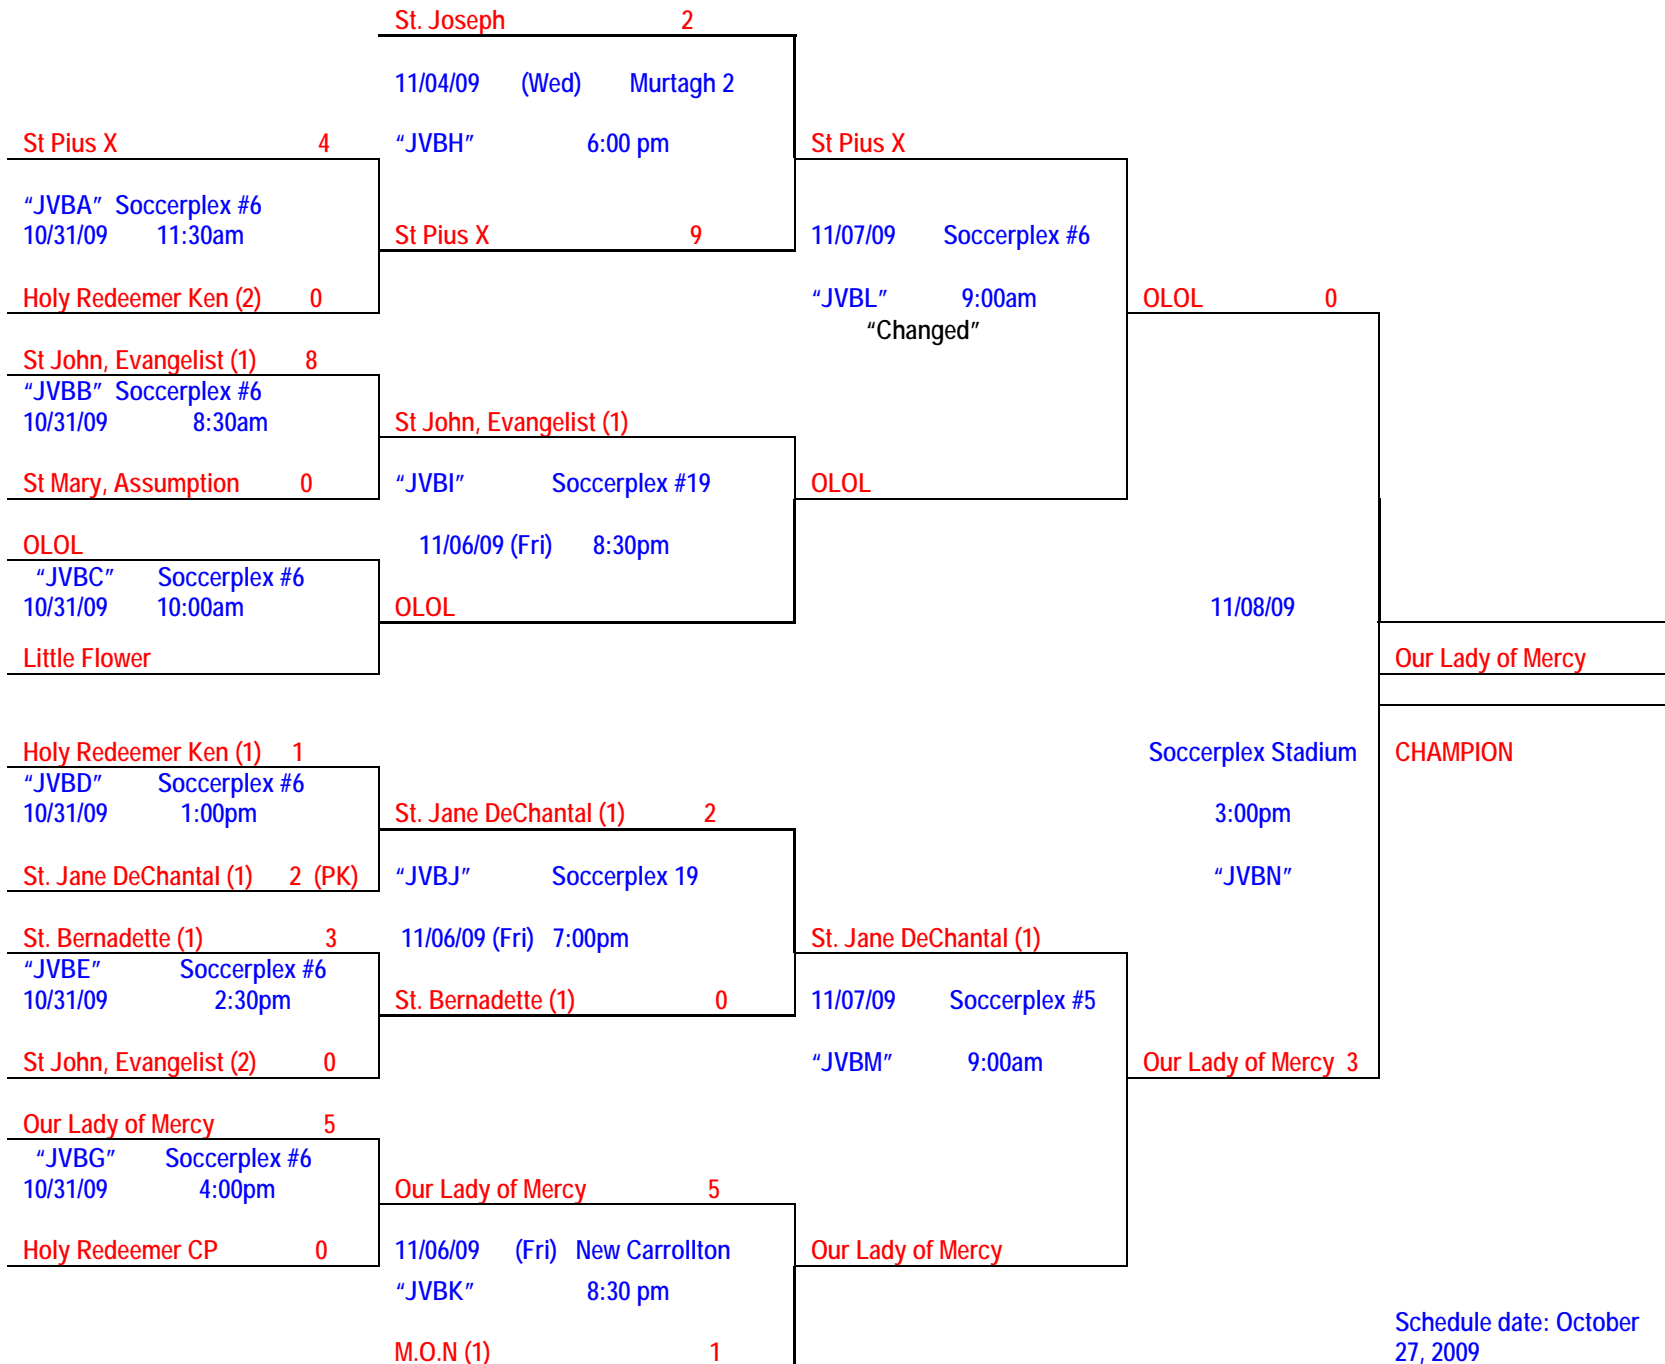 St. Joseph 2
11/04/09 (Wed) Murtagh 2
St Pius X 4
“JVBH” 6:00 pm
St Pius X
“JVBA” Soccerplex #6
10/31/09 11:30am
St Pius X 9
11/07/09 Soccerplex #6
Holy Redeemer Ken (2) 0
“JVBL” 9:00am
OLOL 0
“Changed”
St John, Evangelist (1) 8
“JVBB” Soccerplex #6
10/31/09 8:30am
St John, Evangelist (1)
St Mary, Assumption 0
“JVBI” Soccerplex #19
OLOL
OLOL
11/06/09 (Fri) 8:30pm
“JVBC” Soccerplex #6
10/31/09 10:00am
OLOL
11/08/09
Little Flower
Our Lady of Mercy
Holy Redeemer Ken (1) 1
Soccerplex Stadium
CHAMPION
“JVBD” Soccerplex #6
10/31/09 1:00pm
St. Jane DeChantal (1) 2
3:00pm
St. Jane DeChantal (1) 2 (PK)
“JVBJ” Soccerplex 19
“JVBN”
St. Bernadette (1) 3
11/06/09 (Fri) 7:00pm
St. Jane DeChantal (1)
“JVBE” Soccerplex #6
10/31/09 2:30pm
St. Bernadette (1) 0
11/07/09 Soccerplex #5
St John, Evangelist (2) 0
“JVBM” 9:00am
Our Lady of Mercy 3
Our Lady of Mercy 5
“JVBG” Soccerplex #6
10/31/09 4:00pm
Our Lady of Mercy 5
Holy Redeemer CP 0
11/06/09 (Fri) New Carrollton
Our Lady of Mercy
“JVBK” 8:30 pm
M.O.N (1) 1
Schedule date: October
27, 2009